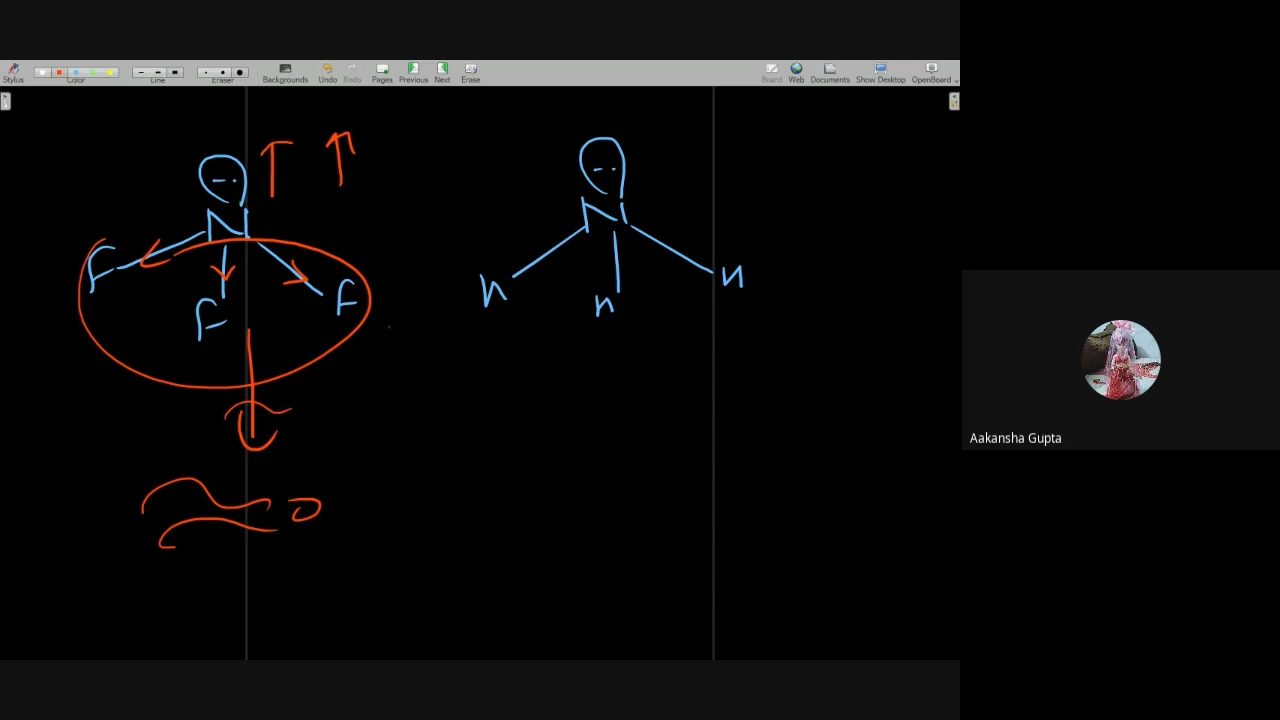 Stylus Color Line Eraser Backgrounds Undo Redo Pages Previous Next Erase Board Web Documents Show Desktop OpenBoard
N N
F F F
H H H
≈ 0
Aakansha Gupta